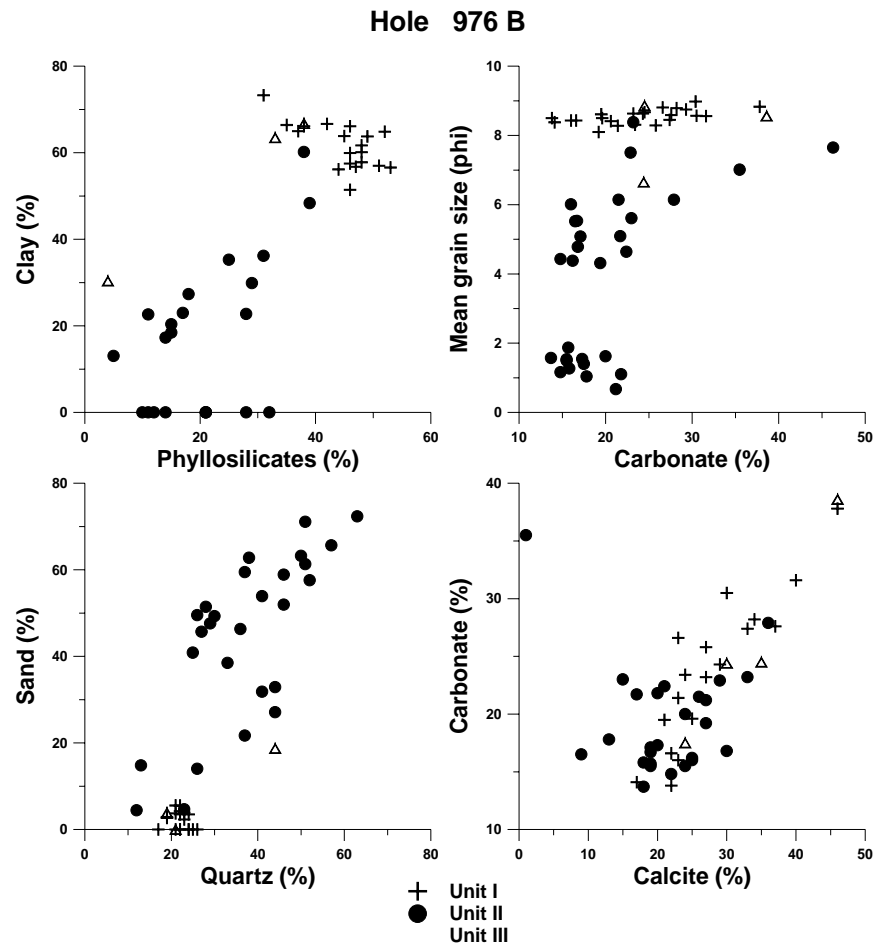 Hole 976 B
80
60
40
20
0
Clay (%)
0 20 40 60
Phyllosilicates (%)
10
8
6
4
2
0
Mean grain size (phi)
10 20 30 40 50
Carbonate (%)
80
60
40
20
0
Sand (%)
0 20 40 60 80
Quartz (%)
40
30
20
10
Carbonate (%)
0 10 20 30 40 50
Calcite (%)
Unit I
Unit II
Unit III